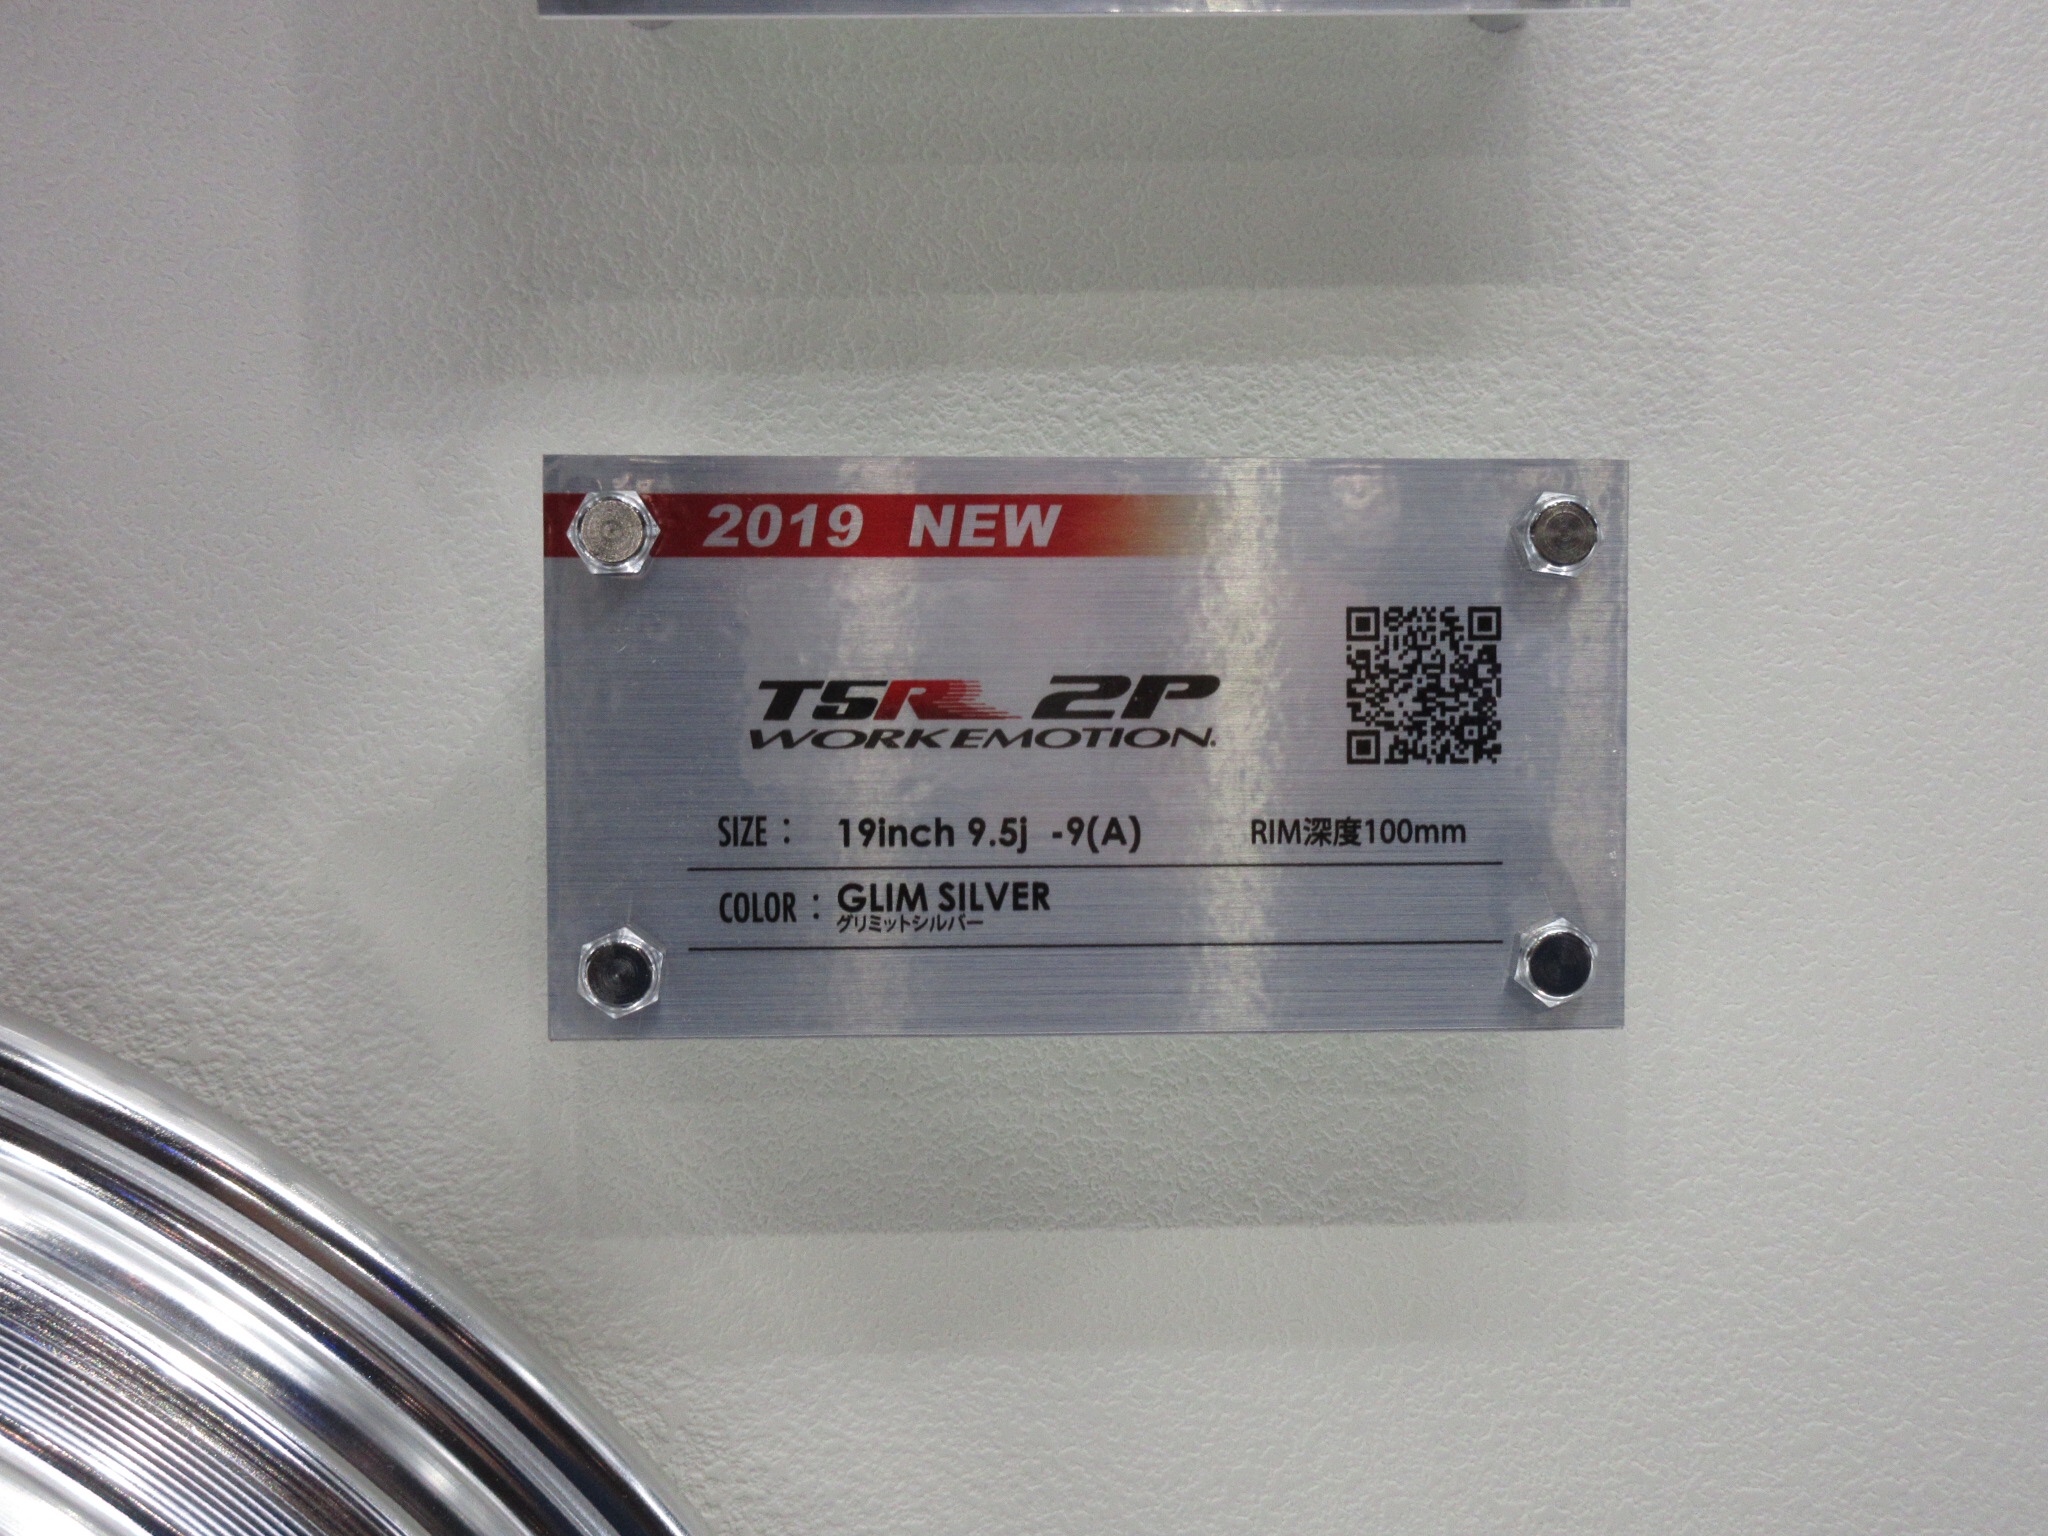 2019 NEW
T5R 2P
WORK EMOTION
SIZE : 19inch 9.5j -9(A) RIM深度100mm
COLOR : GLIM SILVER
グリミットシルバー